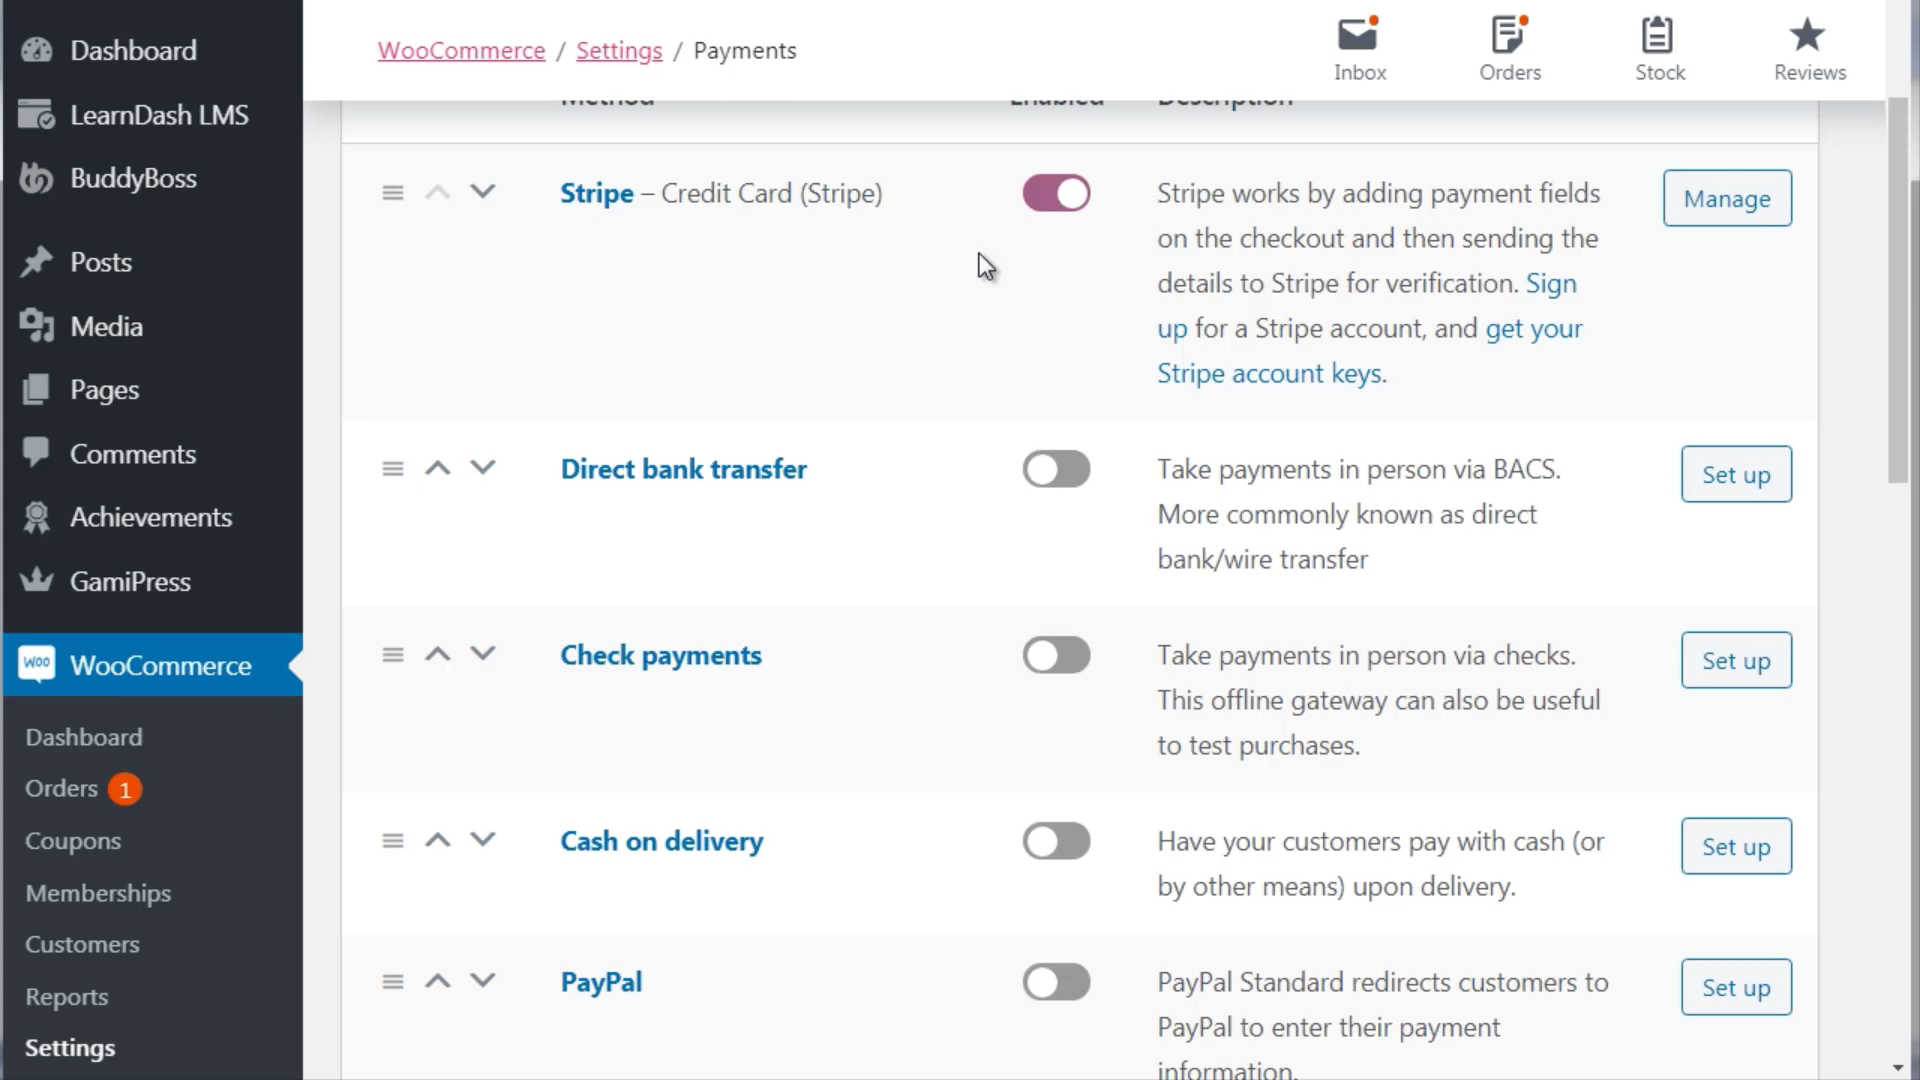 Dashboard
LearnDash LMS
BuddyBoss
Posts
Media
Pages
Comments
Achievements
GamiPress
WOO WooCommerce
Dashboard
Orders 1
Coupons
Memberships
Customers
Reports
Settings
WooCommerce / Settings / Payments
Inbox
Orders
Stock
Reviews
Method Enabled Description
Stripe – Credit Card (Stripe)
Stripe works by adding payment fields
on the checkout and then sending the
details to Stripe for verification. Sign
up for a Stripe account, and get your
Stripe account keys.
Manage
Direct bank transfer
Take payments in person via BACS.
More commonly known as direct
bank/wire transfer
Set up
Check payments
Take payments in person via checks.
This offline gateway can also be useful
to test purchases.
Set up
Cash on delivery
Have your customers pay with cash (or
by other means) upon delivery.
Set up
PayPal
PayPal Standard redirects customers to
PayPal to enter their payment
information.
Set up